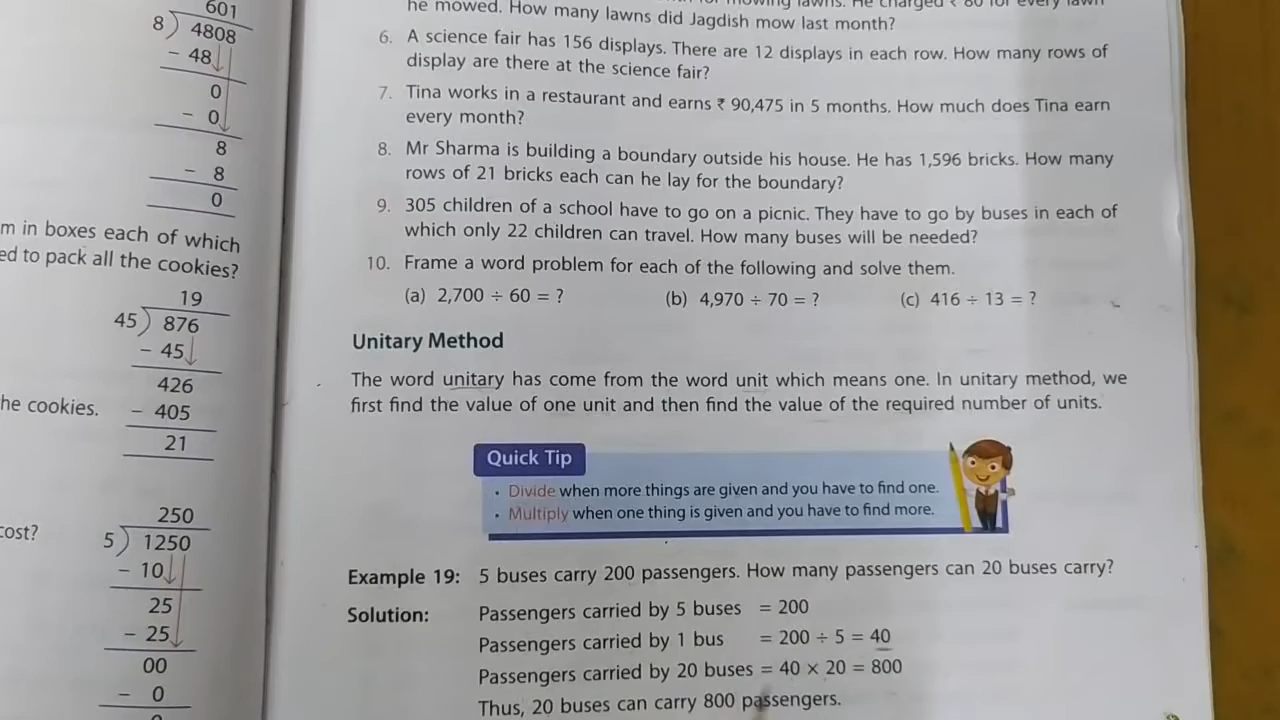 601
8 ) 4808
– 48
0
– 0
8
– 8
0
m in boxes each of which
ed to pack all the cookies?
19
45 ) 876
– 45
426
he cookies. – 405
21
250
cost? 5 ) 1250
– 10
25
– 25
00
– 0
mowing lawns. He charged ₹ 80 for every lawn
he mowed. How many lawns did Jagdish mow last month?
6. A science fair has 156 displays. There are 12 displays in each row. How many rows of
display are there at the science fair?
7. Tina works in a restaurant and earns ₹ 90,475 in 5 months. How much does Tina earn
every month?
8. Mr Sharma is building a boundary outside his house. He has 1,596 bricks. How many
rows of 21 bricks each can he lay for the boundary?
9. 305 children of a school have to go on a picnic. They have to go by buses in each of
which only 22 children can travel. How many buses will be needed?
10. Frame a word problem for each of the following and solve them.
(a) 2,700 ÷ 60 = ? (b) 4,970 ÷ 70 = ? (c) 416 ÷ 13 = ?
Unitary Method
The word unitary has come from the word unit which means one. In unitary method, we
first find the value of one unit and then find the value of the required number of units.
Quick Tip
• Divide when more things are given and you have to find one.
• Multiply when one thing is given and you have to find more.
Example 19: 5 buses carry 200 passengers. How many passengers can 20 buses carry?
Solution: Passengers carried by 5 buses = 200
Passengers carried by 1 bus = 200 ÷ 5 = 40
Passengers carried by 20 buses = 40 × 20 = 800
Thus, 20 buses can carry 800 passengers.